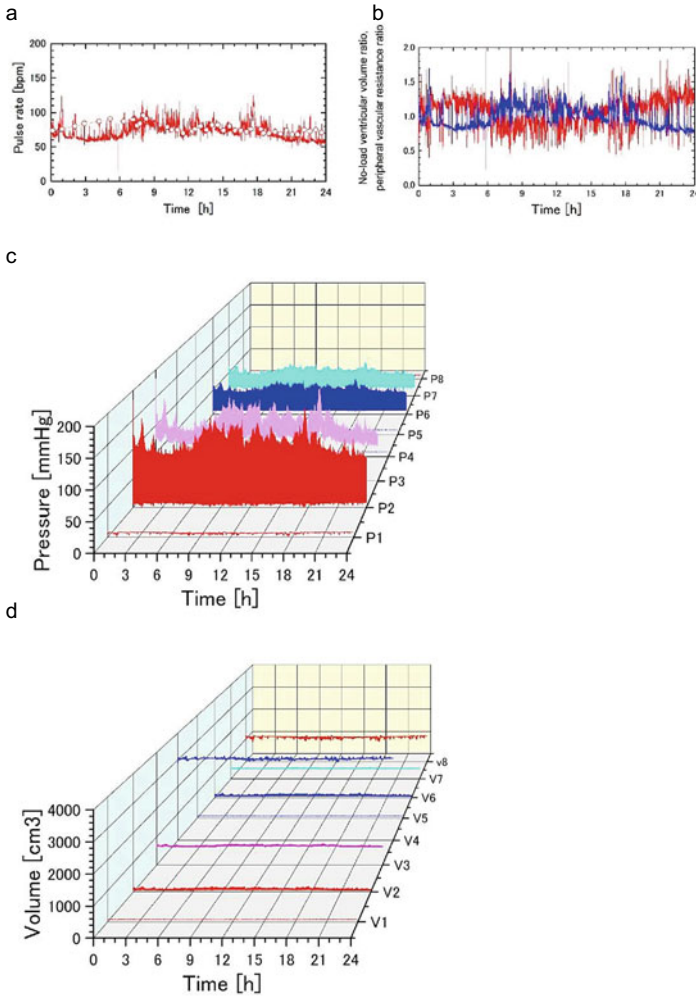 a
200
150
100
50
0
Pulse rate [bpm]
0 3 6 9 12 15 18 21 24
Time [h]
b
2.0
1.5
1.0
0.5
0.0
No-load ventricular volume ratio,
peripheral vascular resistance ratio
0 3 6 9 12 15 18 21 24
Time [h]
c
200
150
100
50
0
Pressure [mmHg]
P8
P7
P6
P5
P4
P3
P2
P1
0 3 6 9 12 15 18 21 24
Time [h]
d
4000
3000
2000
1000
0
Volume [cm3]
v8
V7
V6
V5
V4
V3
V2
V1
0 3 6 9 12 15 18 21 24
Time [h]